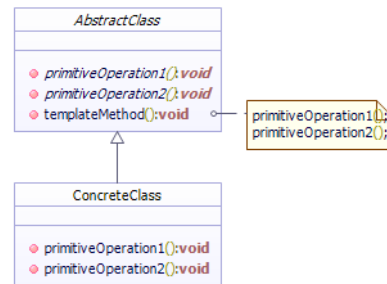 AbstractClass
primitiveOperation1():void
primitiveOperation2():void
templateMethod():void
primitiveOperation1();
primitiveOperation2();
ConcreteClass
primitiveOperation1():void
primitiveOperation2():void